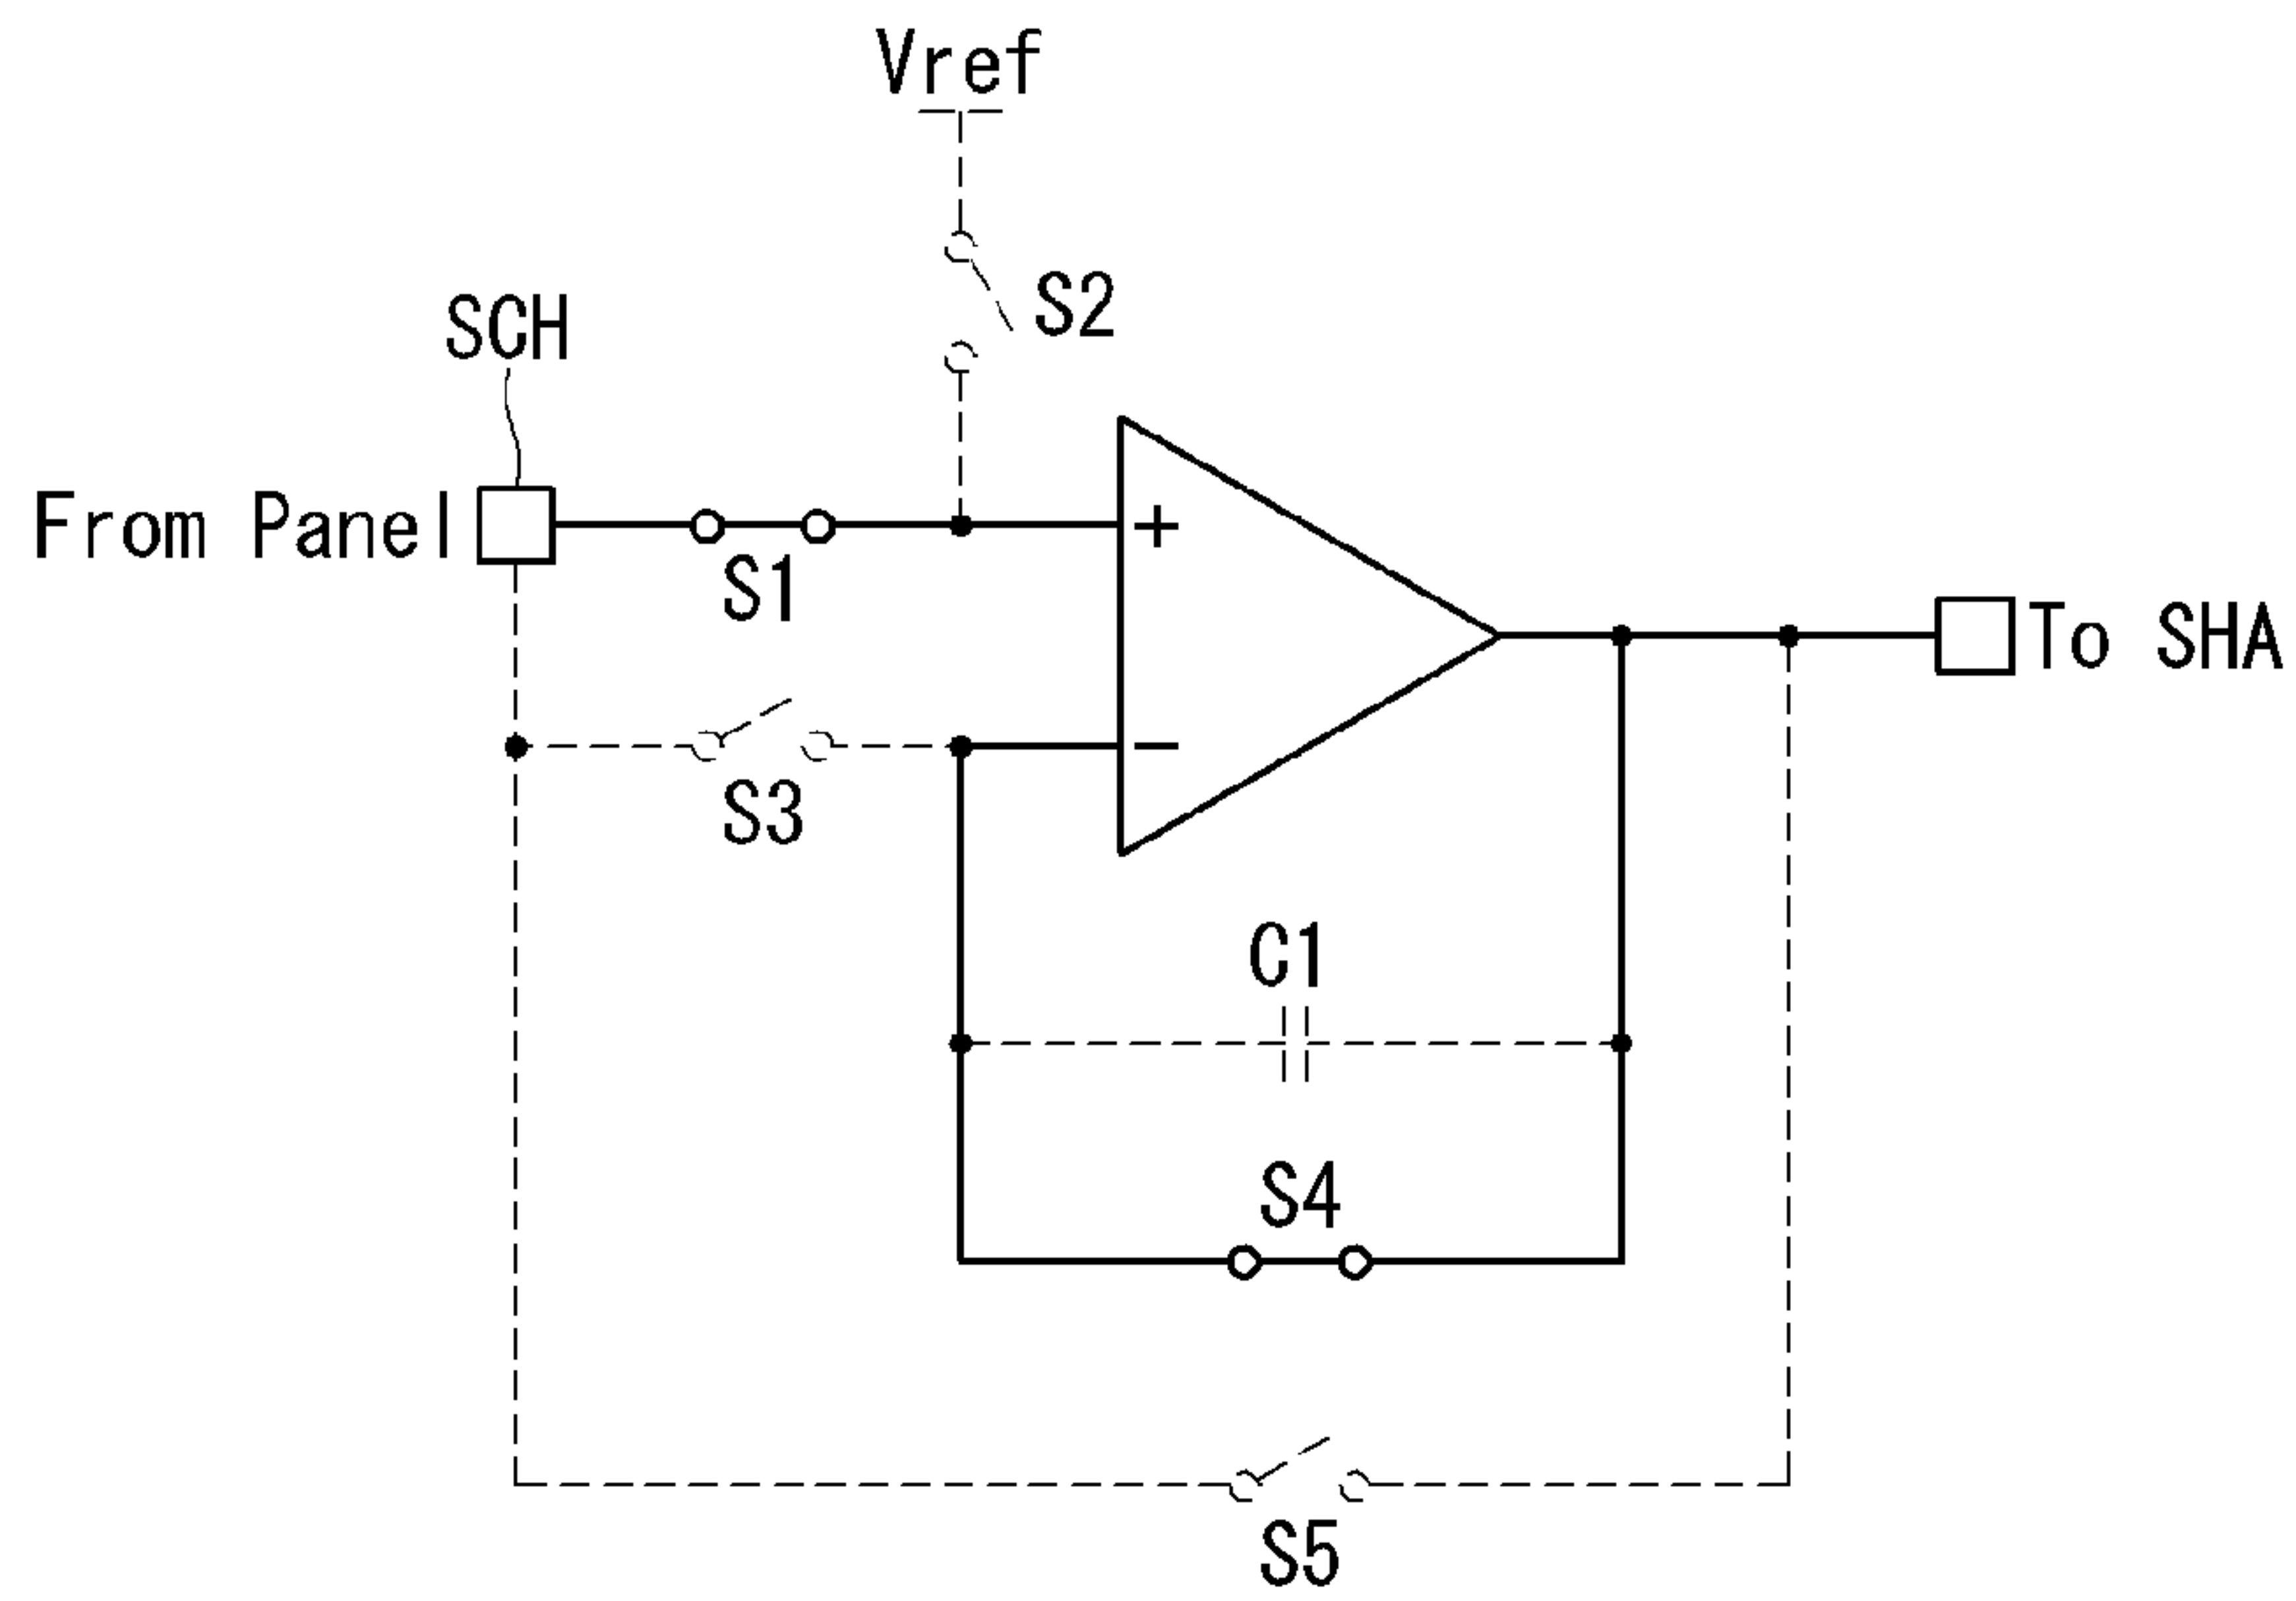 Vref
S2
SCH
From Panel
S1
+
To SHA
S3
−
C1
S4
S5